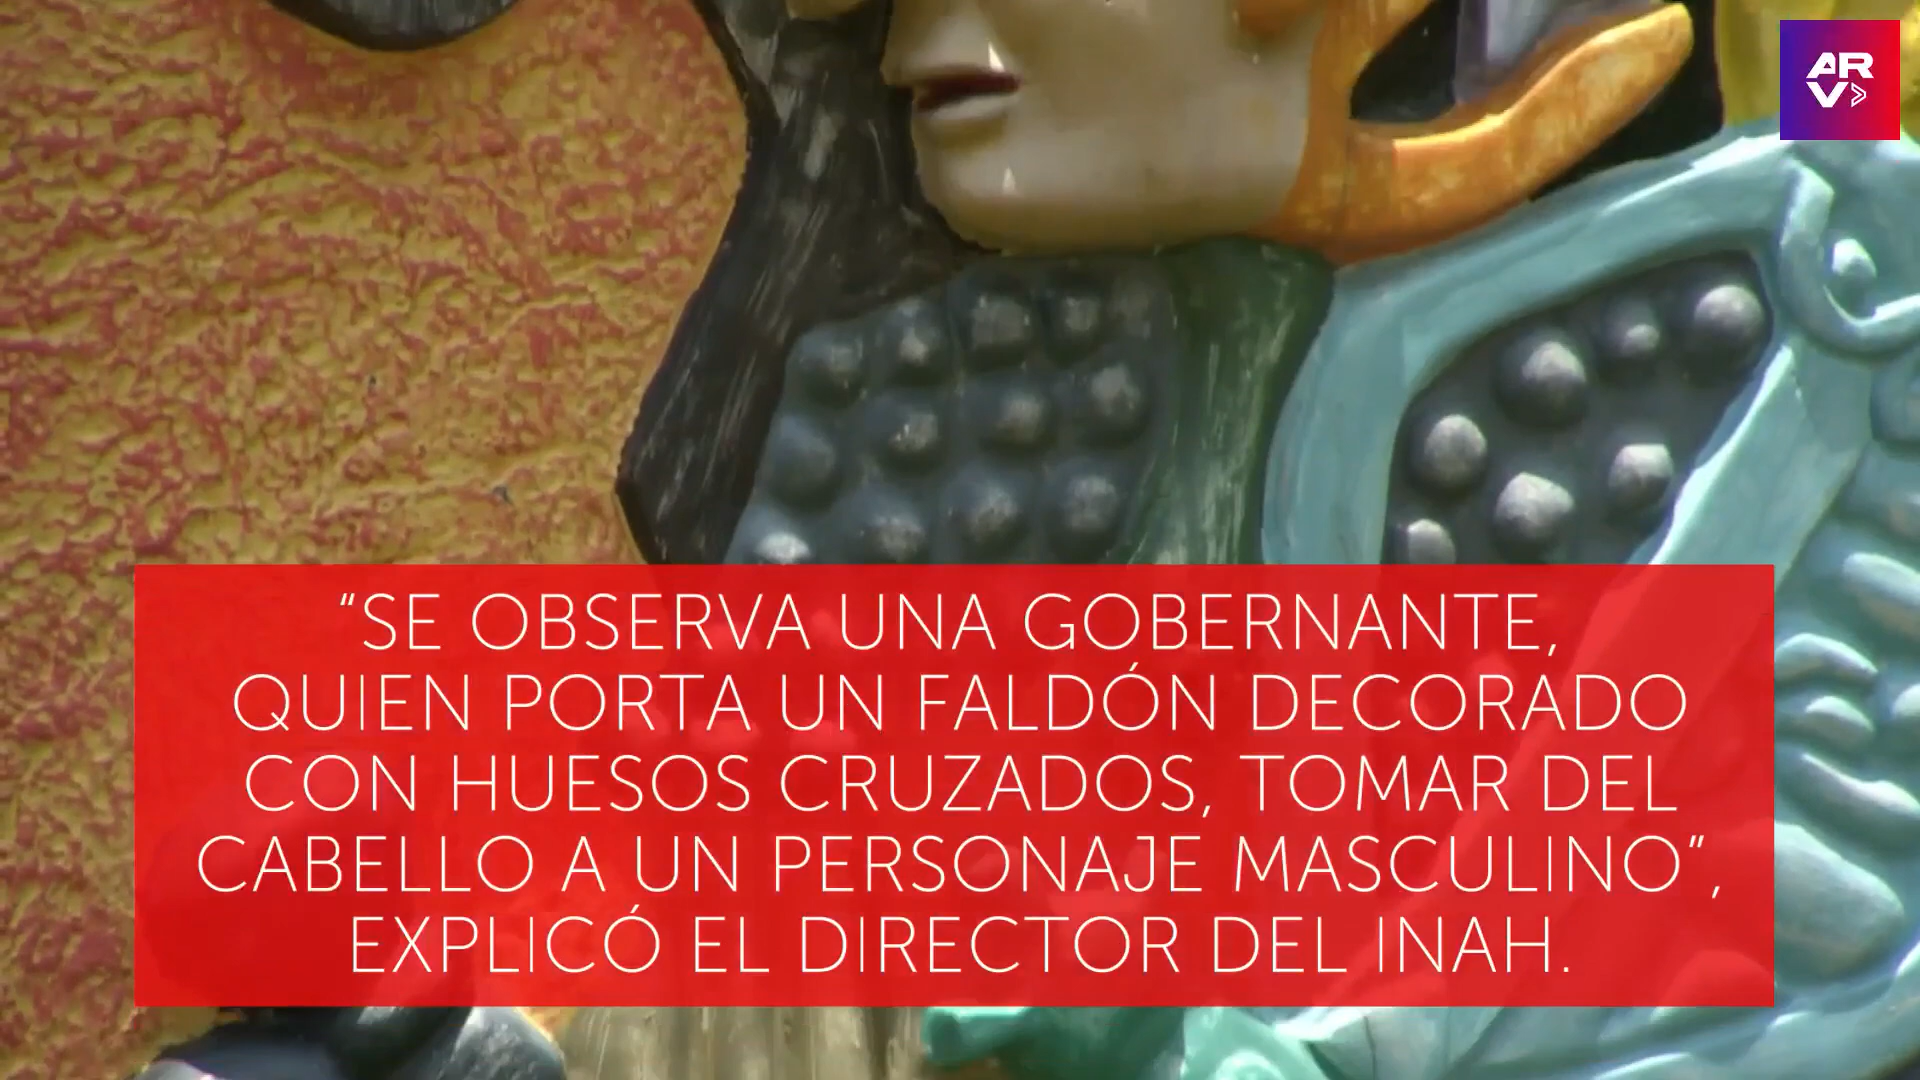 ARV
“SE OBSERVA UNA GOBERNANTE,
QUIEN PORTA UN FALDÓN DECORADO
CON HUESOS CRUZADOS, TOMAR DEL
CABELLO A UN PERSONAJE MASCULINO”,
EXPLICÓ EL DIRECTOR DEL INAH.